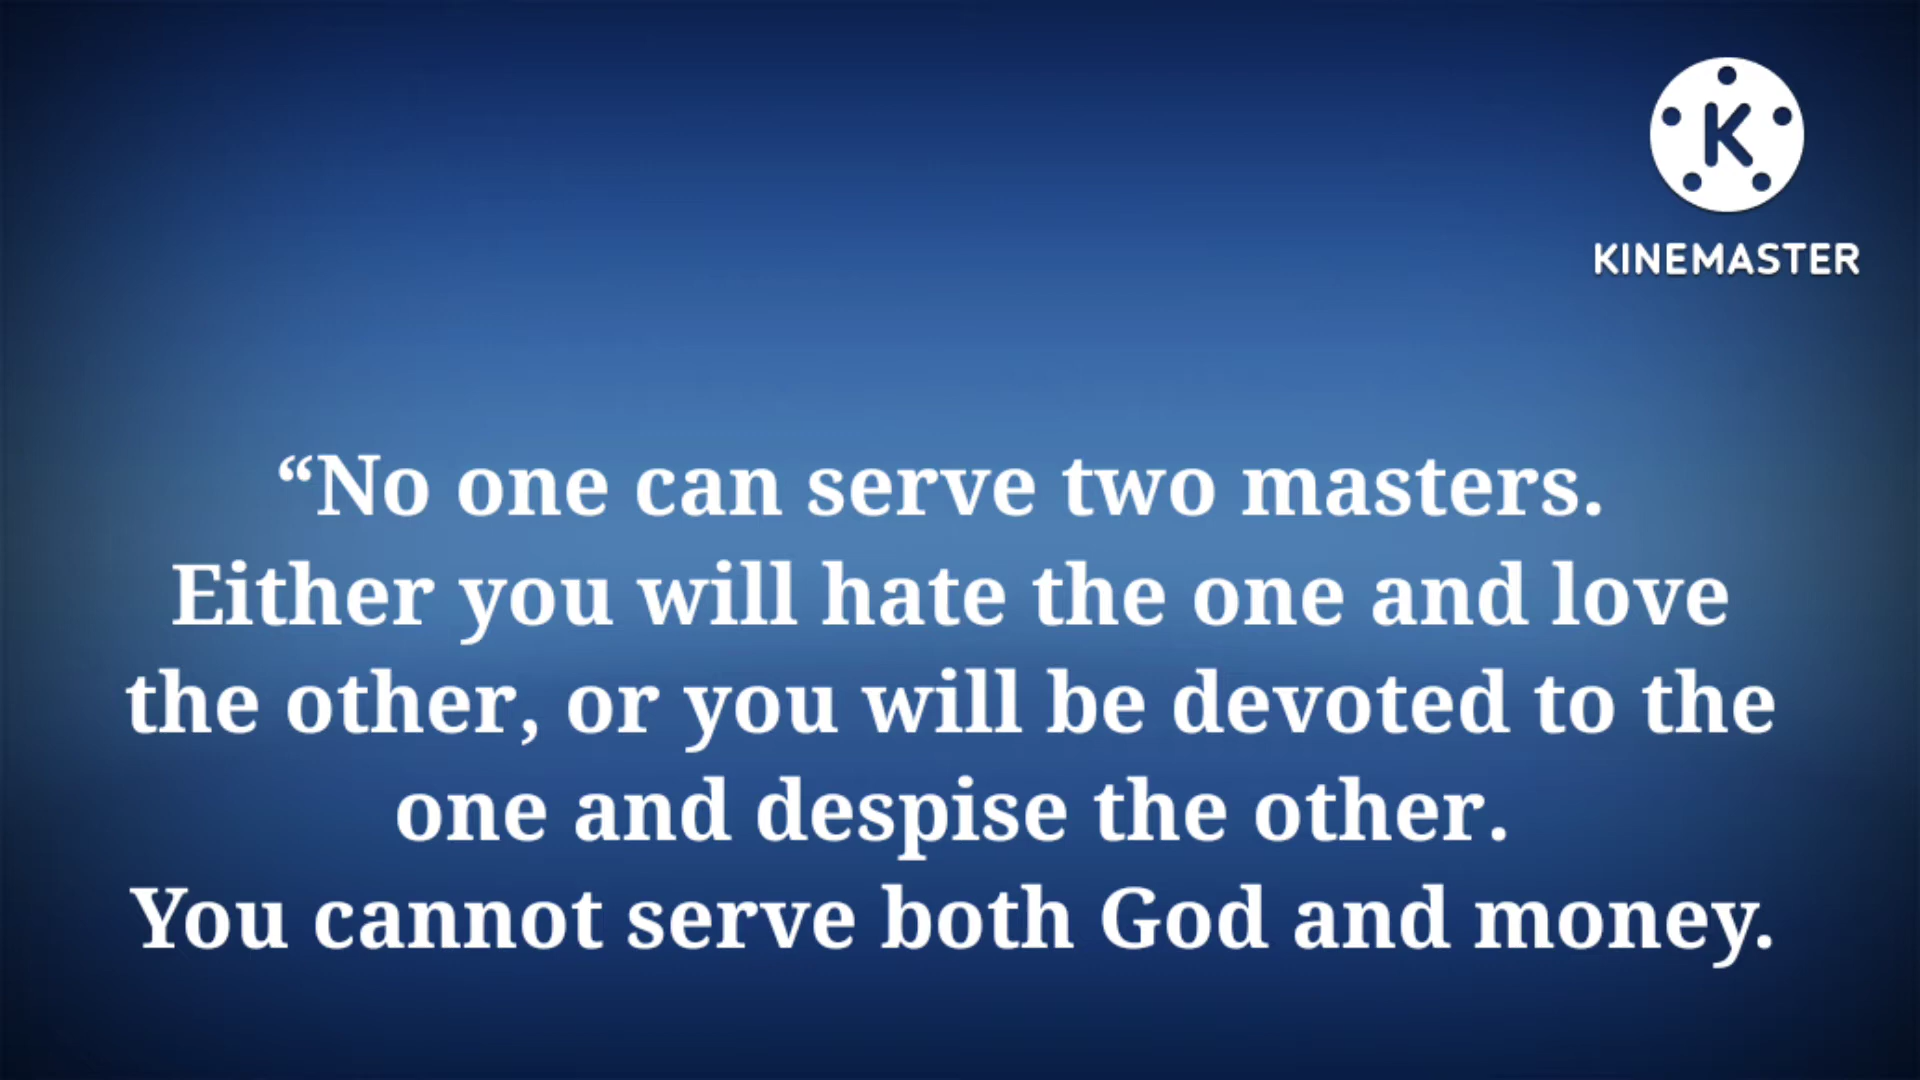 K
KINEMASTER
“No one can serve two masters.
Either you will hate the one and love
the other, or you will be devoted to the
one and despise the other.
You cannot serve both God and money.